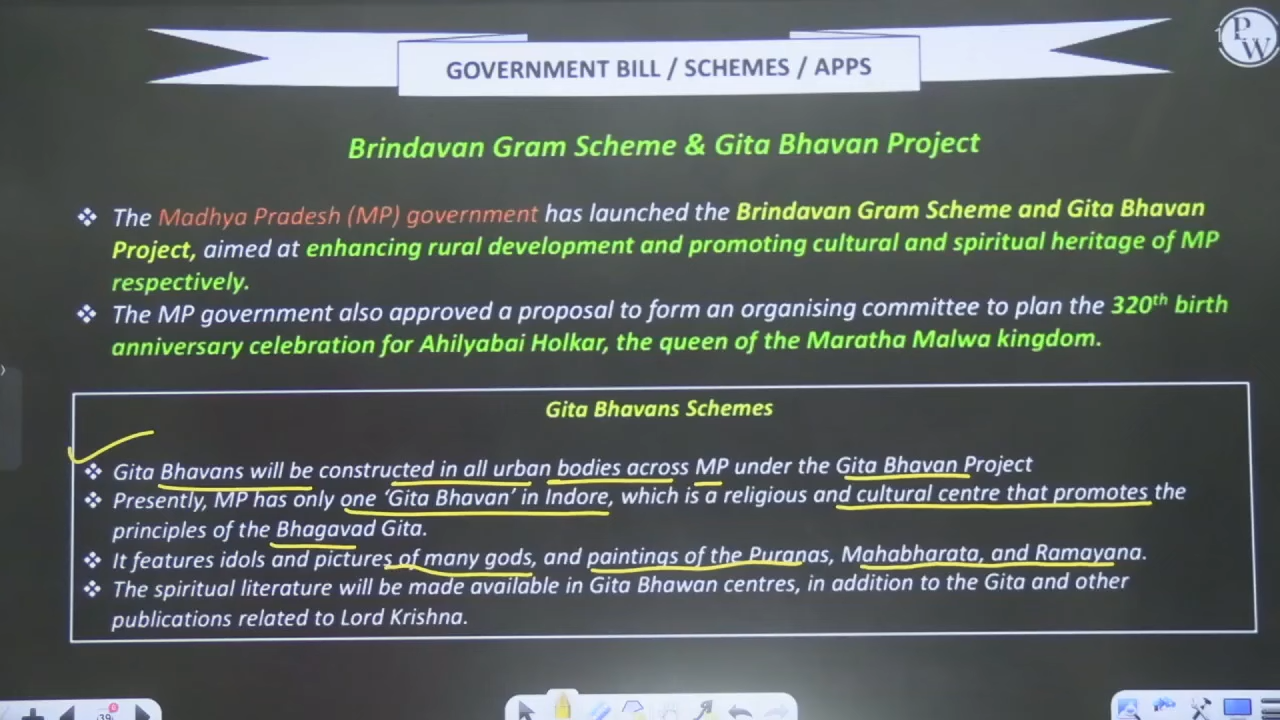 PW
GOVERNMENT BILL / SCHEMES / APPS
Brindavan Gram Scheme & Gita Bhavan Project
❖ The Madhya Pradesh (MP) government has launched the Brindavan Gram Scheme and Gita Bhavan
Project, aimed at enhancing rural development and promoting cultural and spiritual heritage of MP
respectively.
❖ The MP government also approved a proposal to form an organising committee to plan the 320th birth
anniversary celebration for Ahilyabai Holkar, the queen of the Maratha Malwa kingdom.
Gita Bhavans Schemes
❖ Gita Bhavans will be constructed in all urban bodies across MP under the Gita Bhavan Project
❖ Presently, MP has only one ‘Gita Bhavan’ in Indore, which is a religious and cultural centre that promotes the
principles of the Bhagavad Gita.
❖ It features idols and pictures of many gods, and paintings of the Puranas, Mahabharata, and Ramayana.
❖ The spiritual literature will be made available in Gita Bhawan centres, in addition to the Gita and other
publications related to Lord Krishna.
39